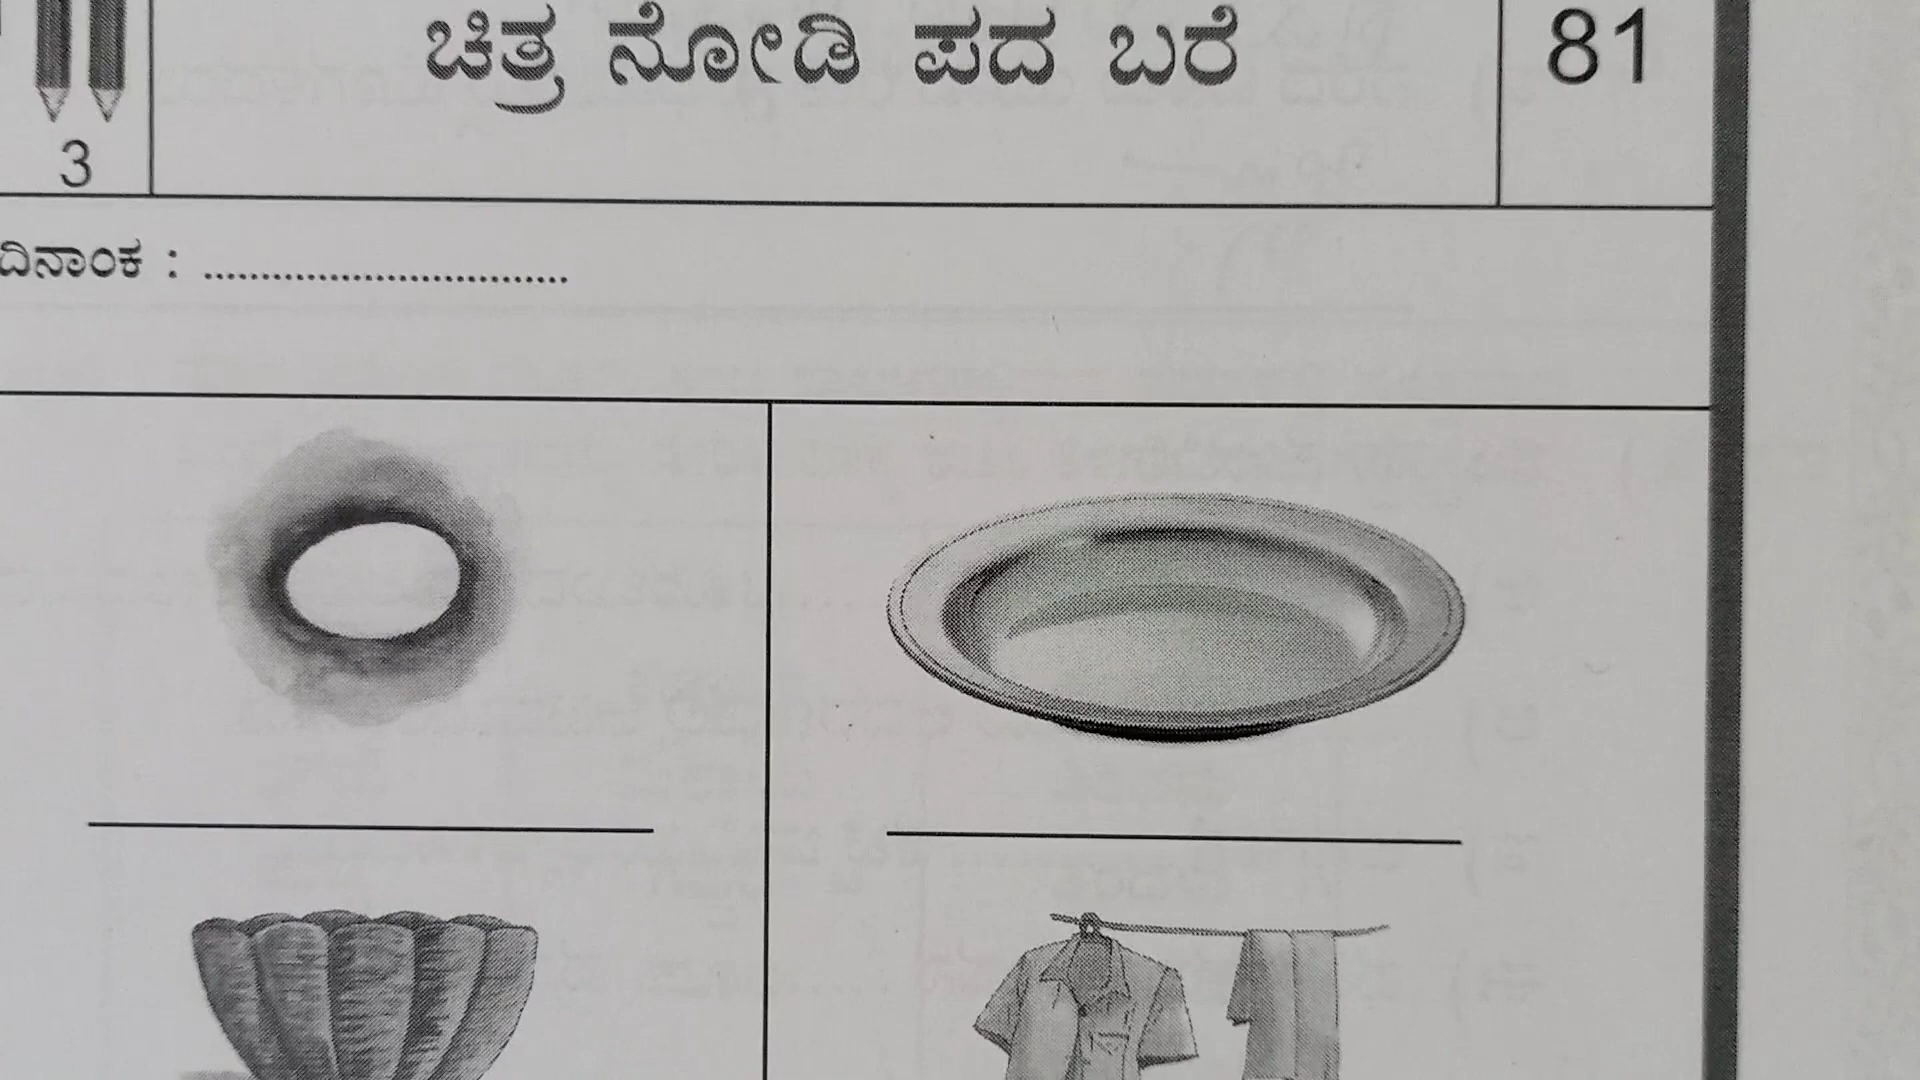 ಚಿತ್ರ ನೋಡಿ ಪದ ಬರೆ
81
3
ದಿನಾಂಕ : ................................